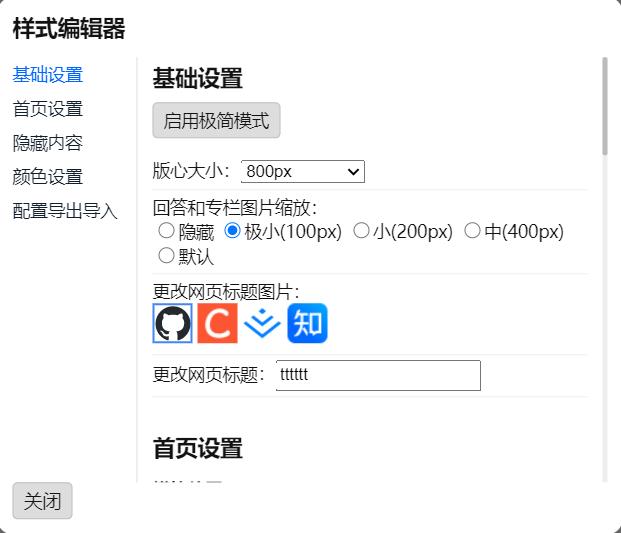 样式编辑器
基础设置
首页设置
隐藏内容
颜色设置
配置导出导入
基础设置
启用极简模式
版心大小： 800px
回答和专栏图片缩放：
隐藏 极小(100px) 小(200px) 中(400px)
默认
更改网页标题图片：
C 知
更改网页标题： tttttt
首页设置
关闭